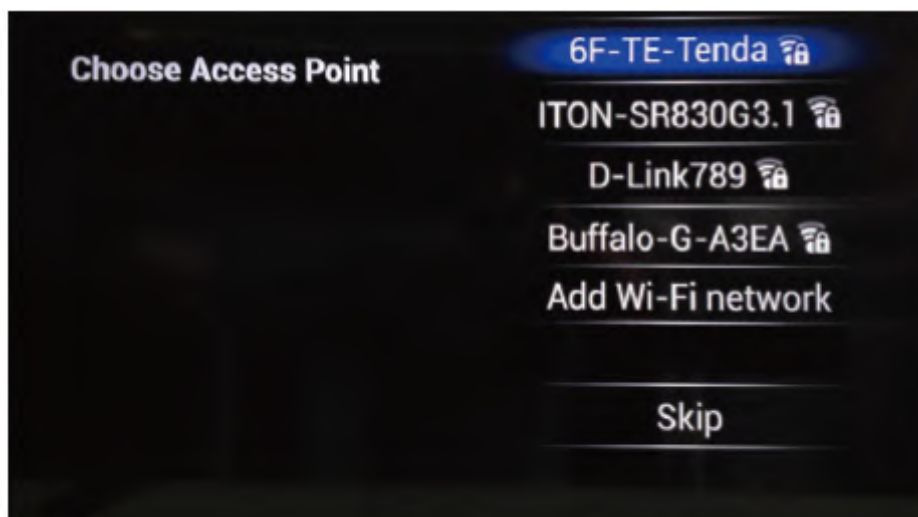 Choose Access Point
6F-TE-Tenda
ITON-SR830G3.1
D-Link789
Buffalo-G-A3EA
Add Wi-Fi network
Skip